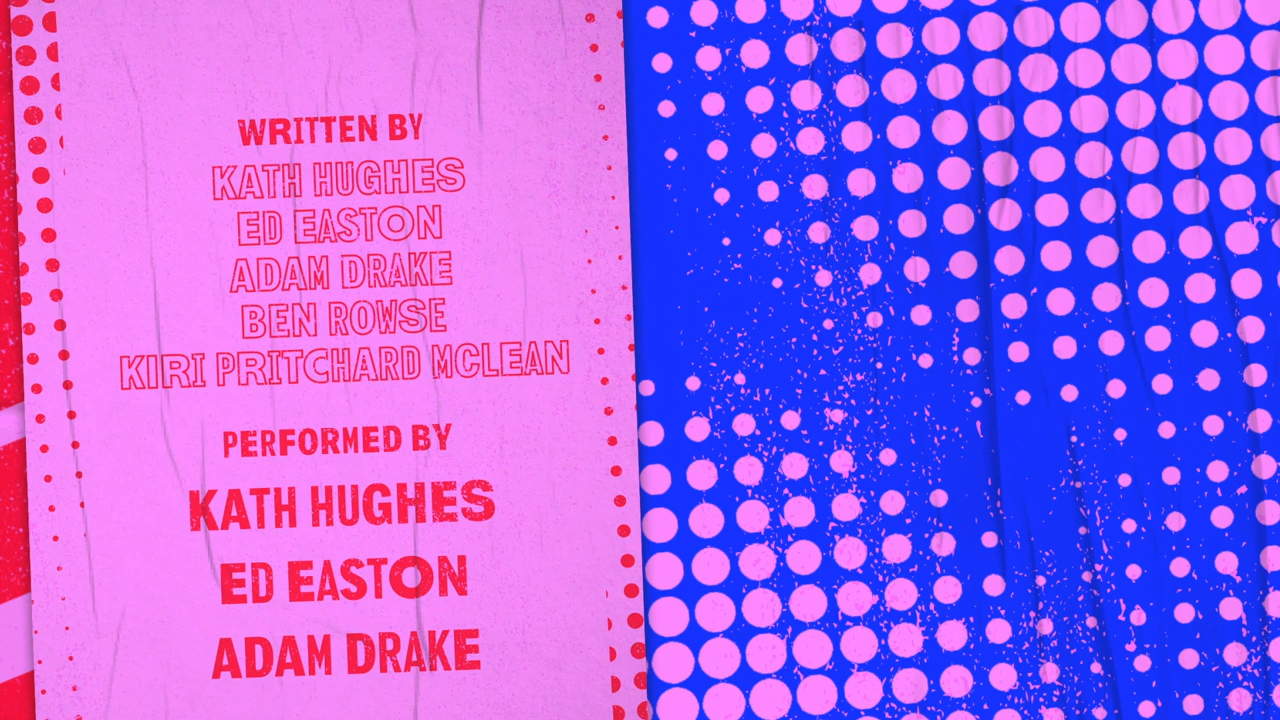 WRITTEN BY
KATH HUGHES
ED EASTON
ADAM DRAKE
BEN ROWSE
KIRI PRITCHARD MCLEAN
PERFORMED BY
KATH HUGHES
ED EASTON
ADAM DRAKE